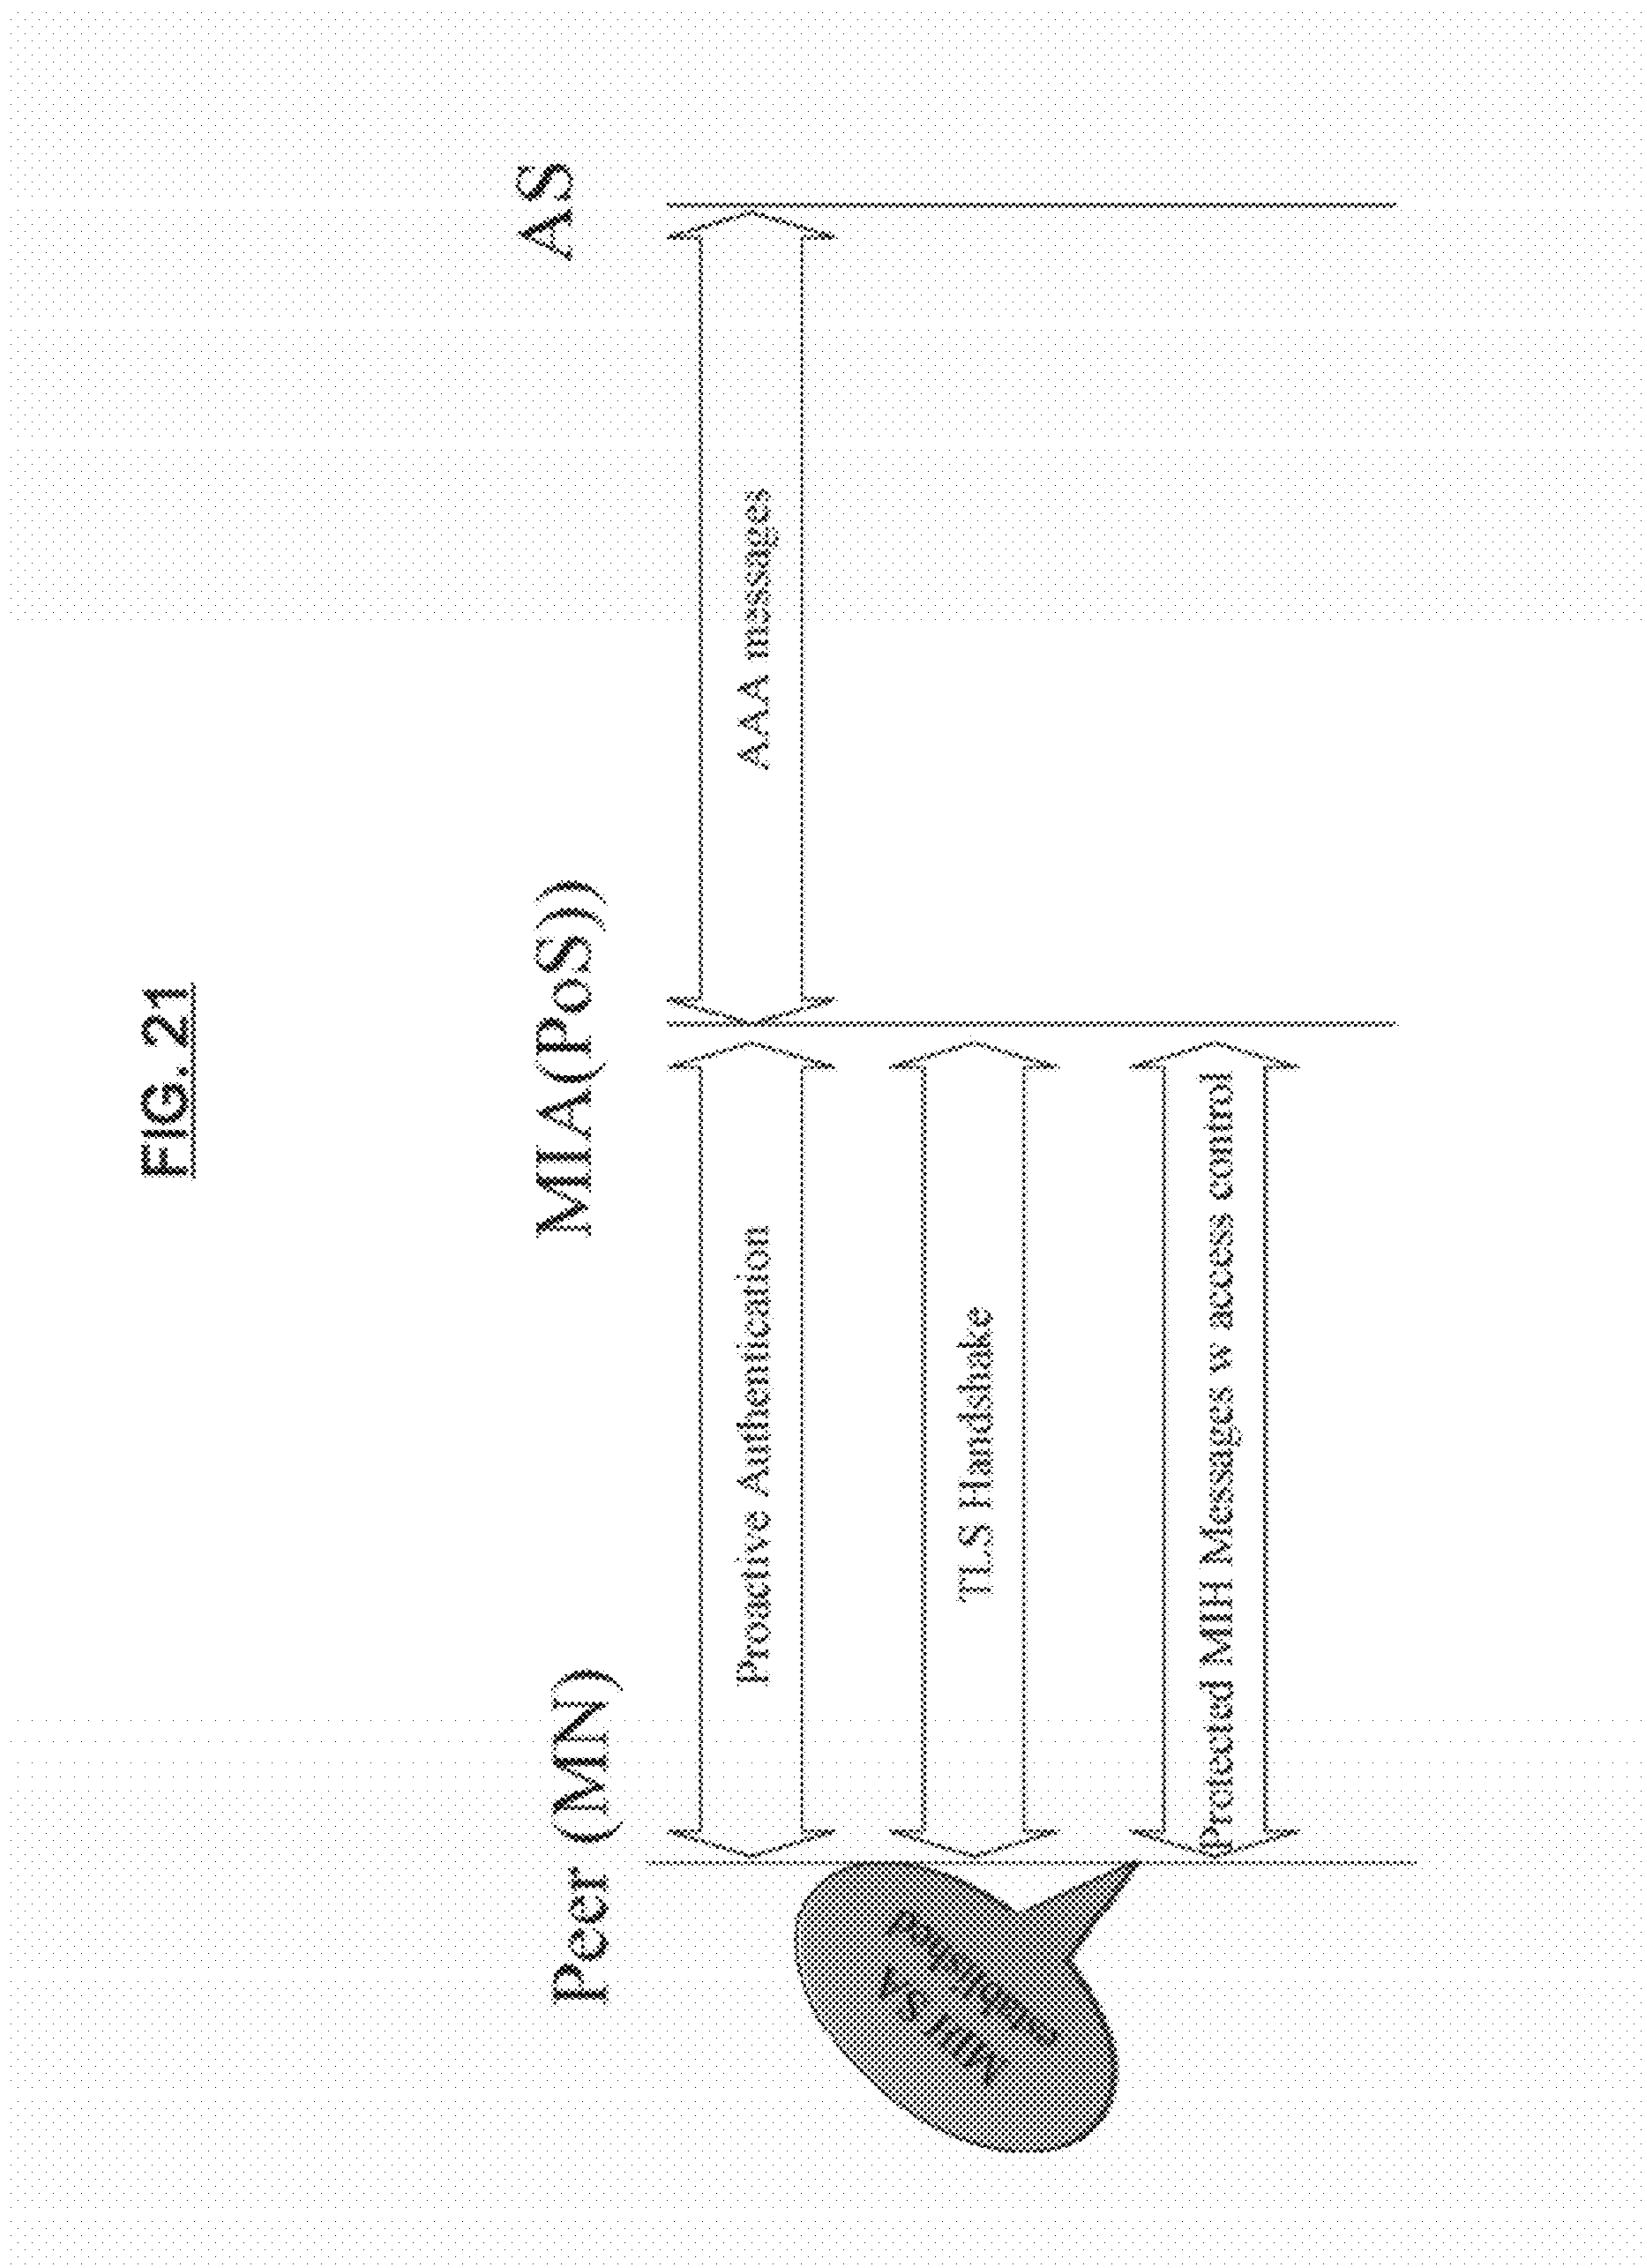 FIG. 21
Peer (MN)
MIA(PoS))
AS
Proactive Authentication
AAA messages
TLS Handshake
Protected MIH Messages w access control
MIH SA
established